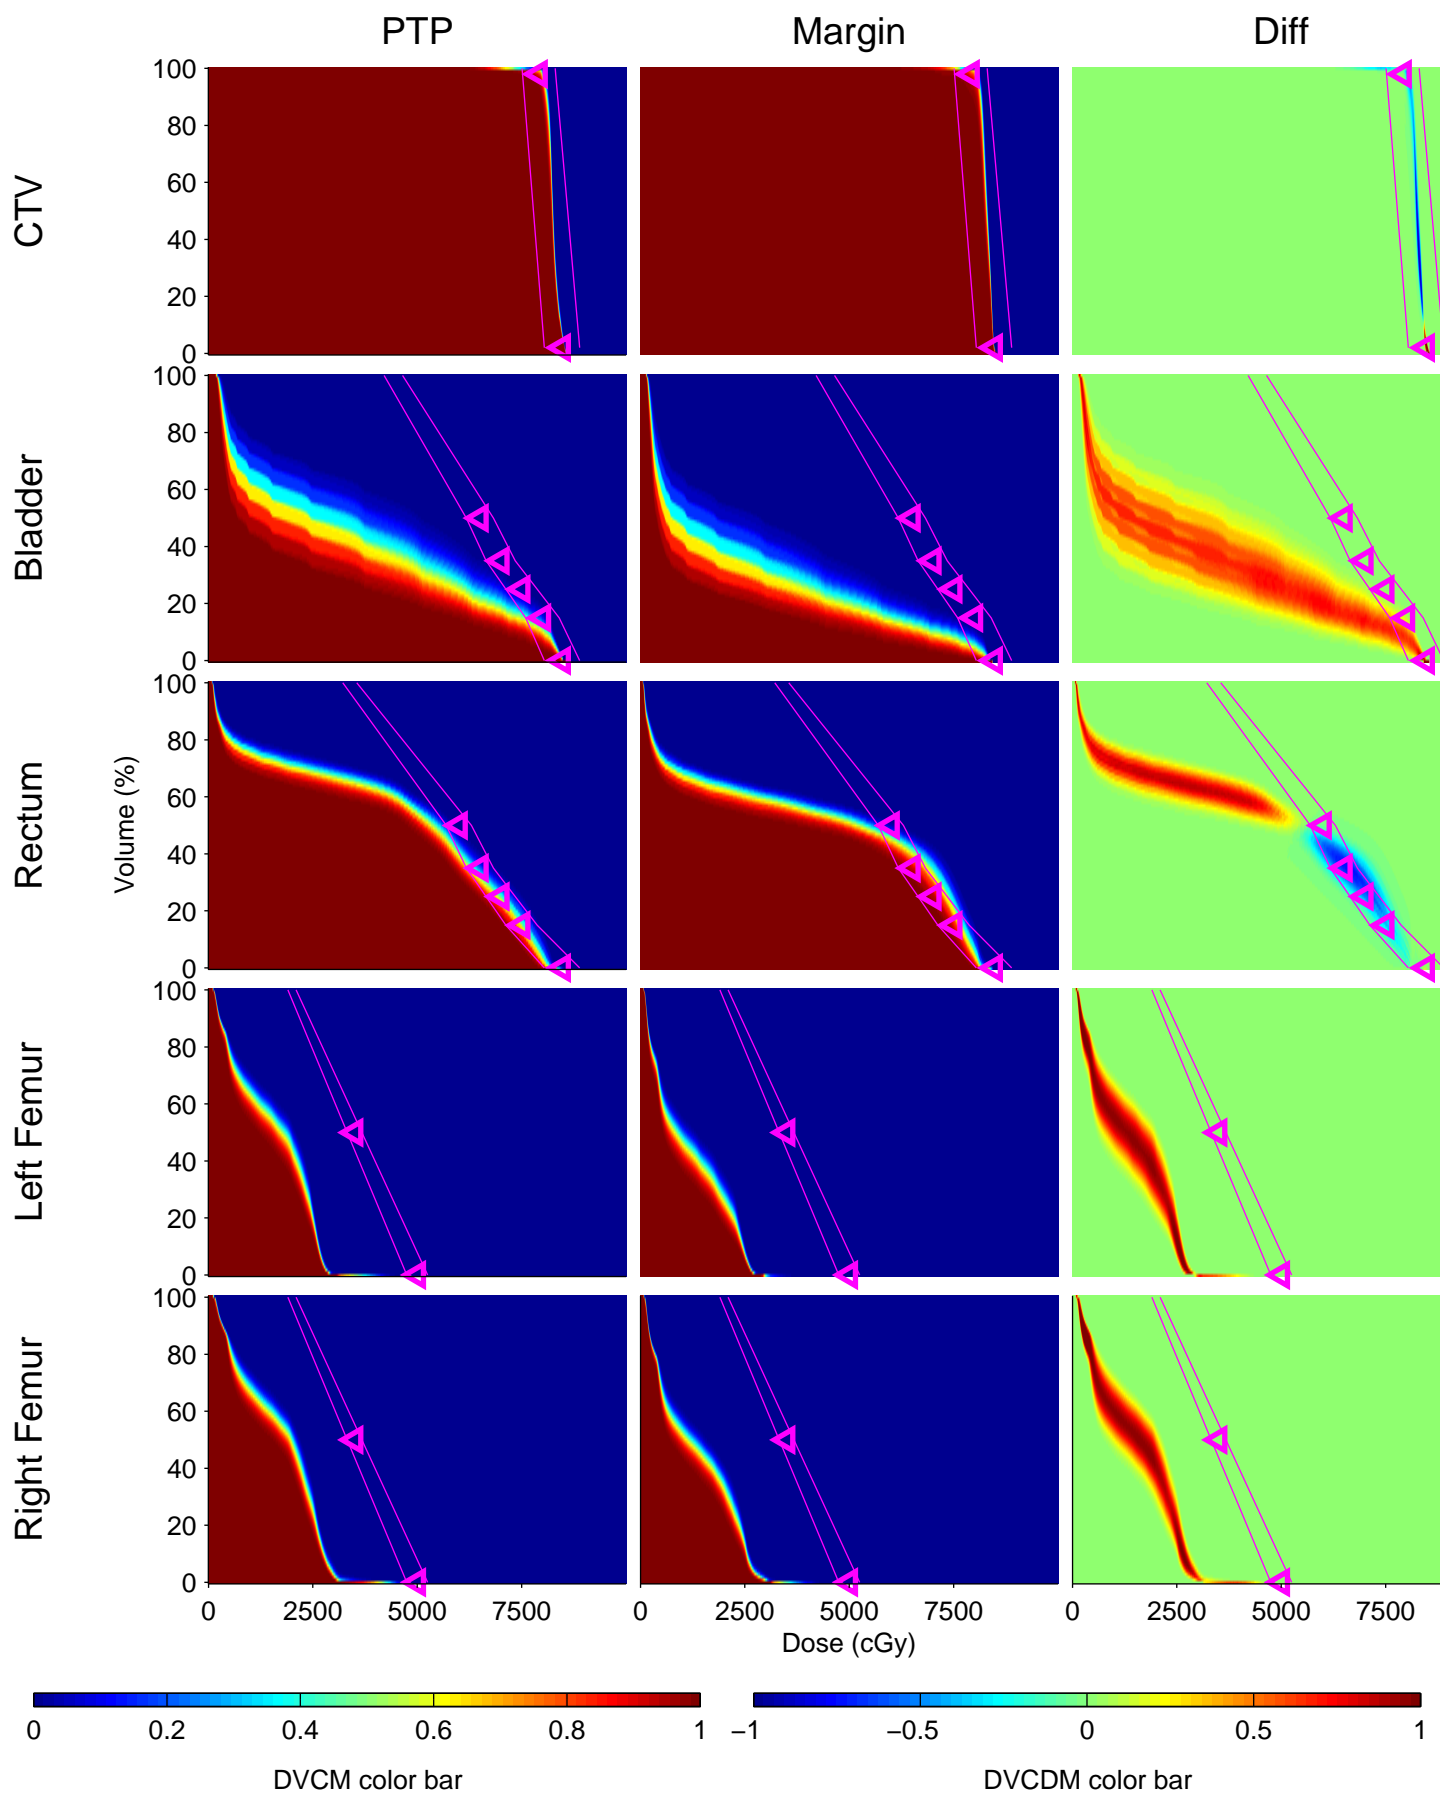 PTP Margin Diff
CTV
100
80
60
40
20
0
Bladder
100
80
60
40
20
0
Rectum
Volume (%)
100
80
60
40
20
0
Left Femur
100
80
60
40
20
0
Right Femur
100
80
60
40
20
0
0 2500 5000 7500 0 2500 5000 7500 0 2500 5000 7500
Dose (cGy)
0 0.2 0.4 0.6 0.8 1 −1 −0.5 0 0.5 1
DVCM color bar DVCDM color bar